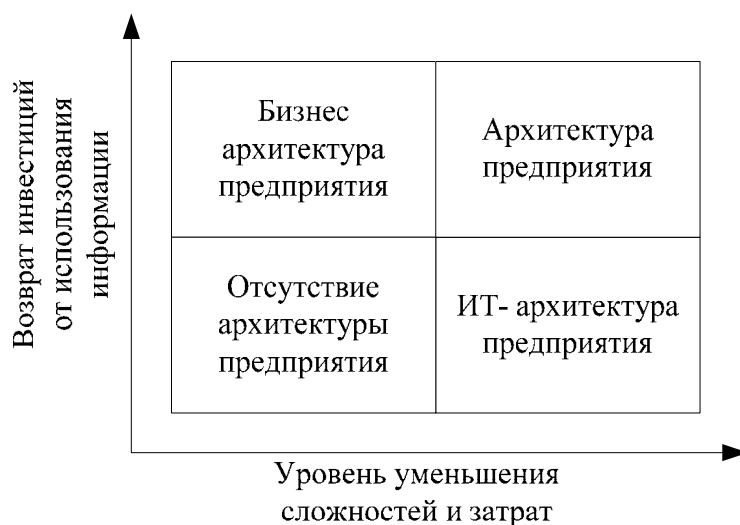 Возврат инвестиций
от использования
информации
Бизнес
архитектура
предприятия
Архитектура
предприятия
Отсутствие
архитектуры
предприятия
ИТ- архитектура
предприятия
Уровень уменьшения
сложностей и затрат